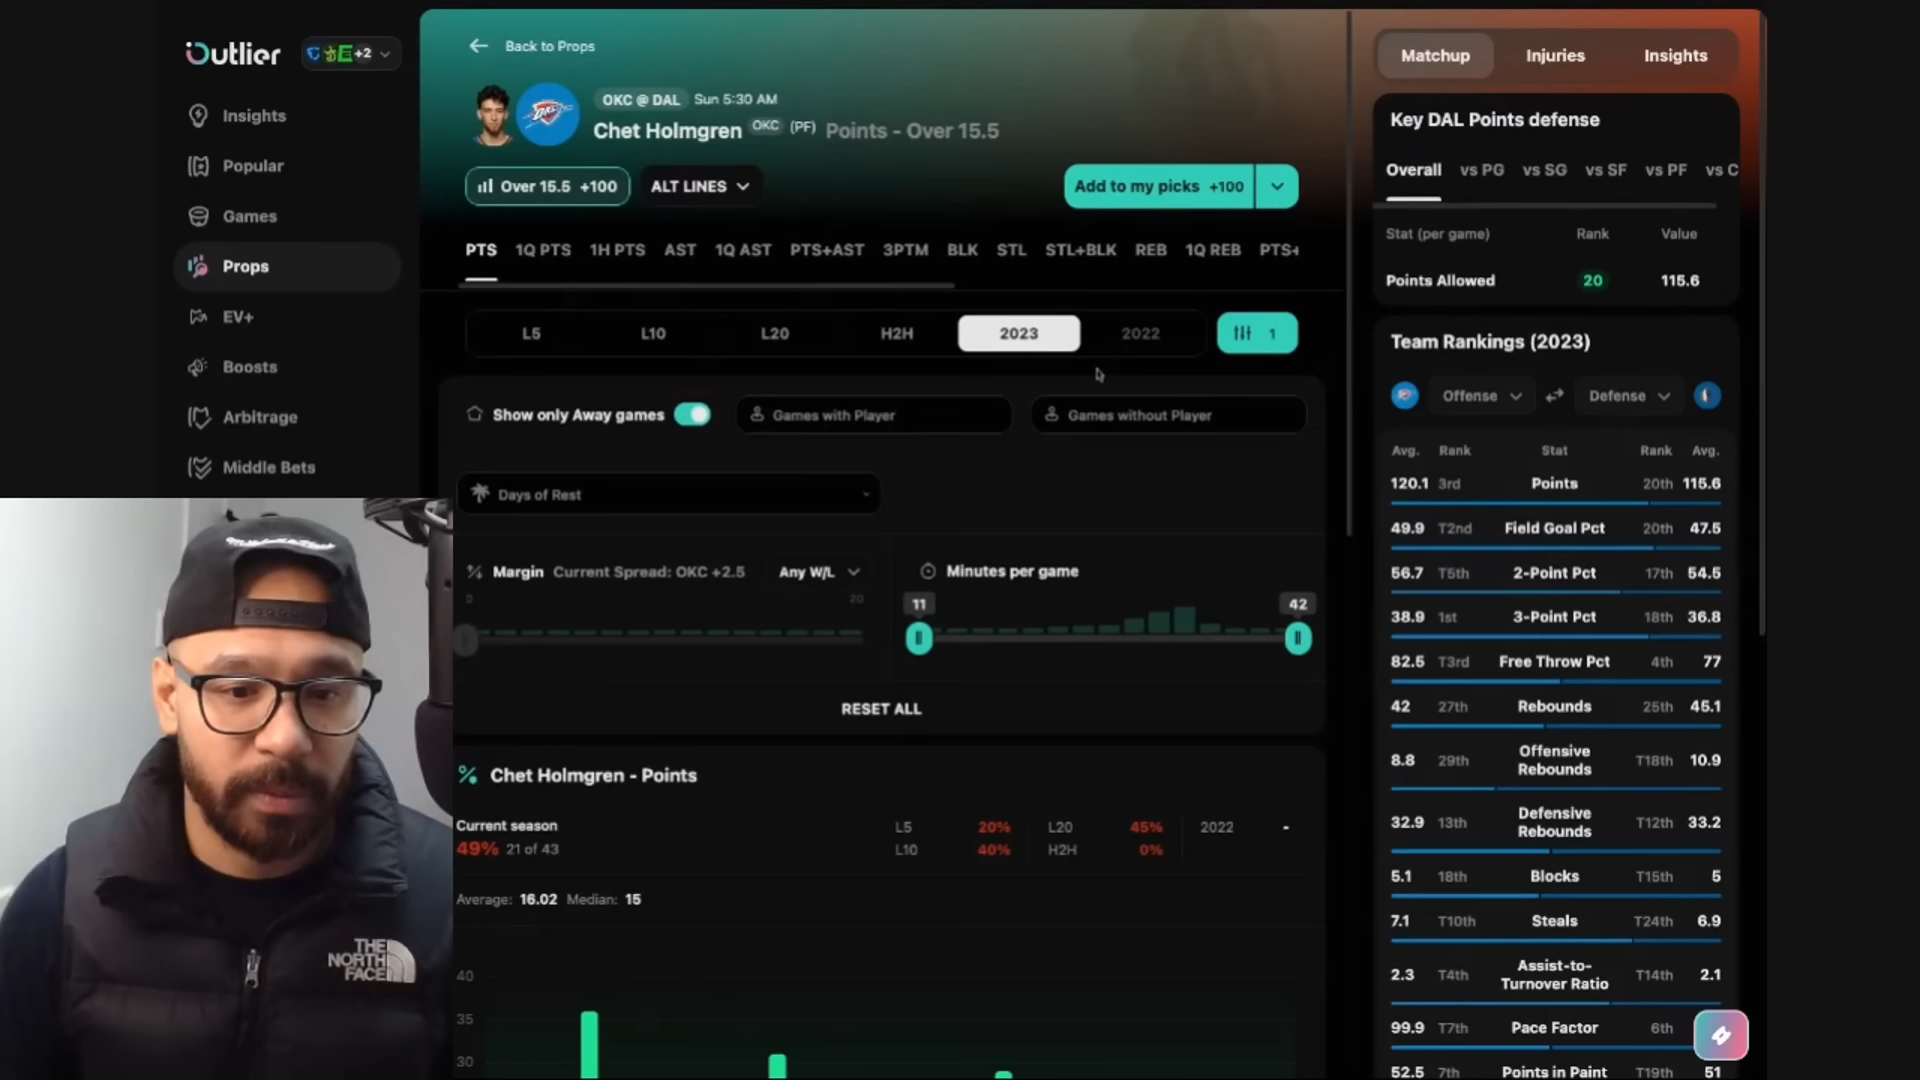 Outlier
+2
Insights
Popular
Games
Props
EV+
Boosts
Arbitrage
Middle Bets
Back to Props
OKC @ DAL Sun 5:30 AM
Chet Holmgren OKC (PF) Points - Over 15.5
Over 15.5 +100
ALT LINES
Add to my picks +100
PTS 1Q PTS 1H PTS AST 1Q AST PTS+AST 3PTM BLK STL STL+BLK REB 1Q REB PTS+
L5 L10 L20 H2H 2023 2022 1
Show only Away games Games with Player Games without Player
Days of Rest
Margin Current Spread: OKC +2.5 Any W/L
0 20
Minutes per game
11 42
RESET ALL
Chet Holmgren - Points
Current season
49% 21 of 43
L5 20% L20 45% 2022 -
L10 40% H2H 0%
Average: 16.02 Median: 15
40
35
30
Matchup Injuries Insights
Key DAL Points defense
Overall vs PG vs SG vs SF vs PF vs C
Stat (per game) Rank Value
Points Allowed 20 115.6
Team Rankings (2023)
Offense Defense
Avg. Rank Stat Rank Avg.
120.1 3rd Points 20th 115.6
49.9 T2nd Field Goal Pct 20th 47.5
56.7 T5th 2-Point Pct 17th 54.5
38.9 1st 3-Point Pct 18th 36.8
82.5 T3rd Free Throw Pct 4th 77
42 27th Rebounds 25th 45.1
8.8 29th Offensive Rebounds T18th 10.9
32.9 13th Defensive Rebounds T12th 33.2
5.1 18th Blocks T15th 5
7.1 T10th Steals T24th 6.9
2.3 T4th Assist-to-Turnover Ratio T14th 2.1
99.9 T7th Pace Factor 6th
52.5 7th Points in Paint T19th 51
THE
NORTH
FACE